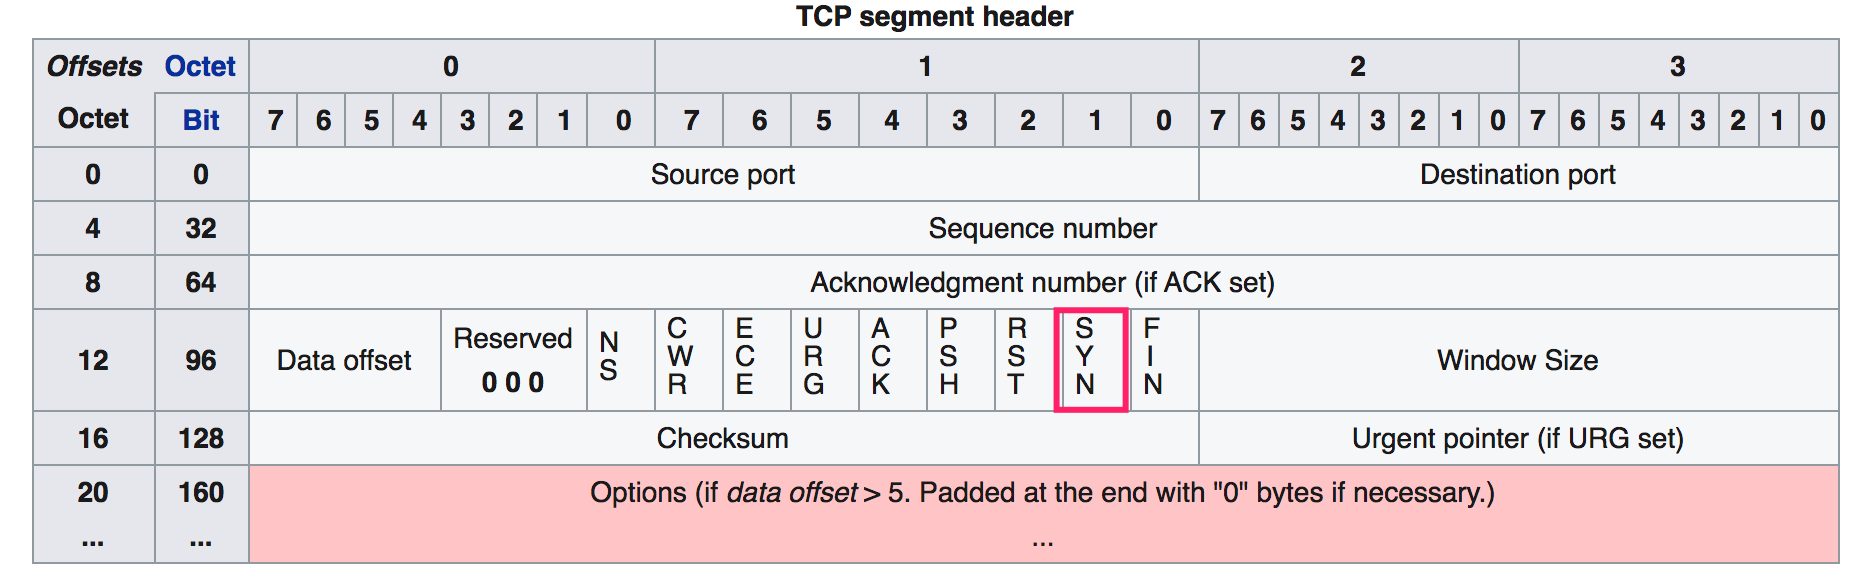 TCP segment header
Offsets Octet 0 1 2 3
Octet Bit 7 6 5 4 3 2 1 0 7 6 5 4 3 2 1 0 7 6 5 4 3 2 1 0 7 6 5 4 3 2 1 0
0 0 Source port Destination port
4 32 Sequence number
8 64 Acknowledgment number (if ACK set)
12 96 Data offset Reserved 0 0 0 NS CWR ECE URG ACK PSH RST SYN FIN Window Size
16 128 Checksum Urgent pointer (if URG set)
20 160 Options (if data offset > 5. Padded at the end with "0" bytes if necessary.)
... ... ...